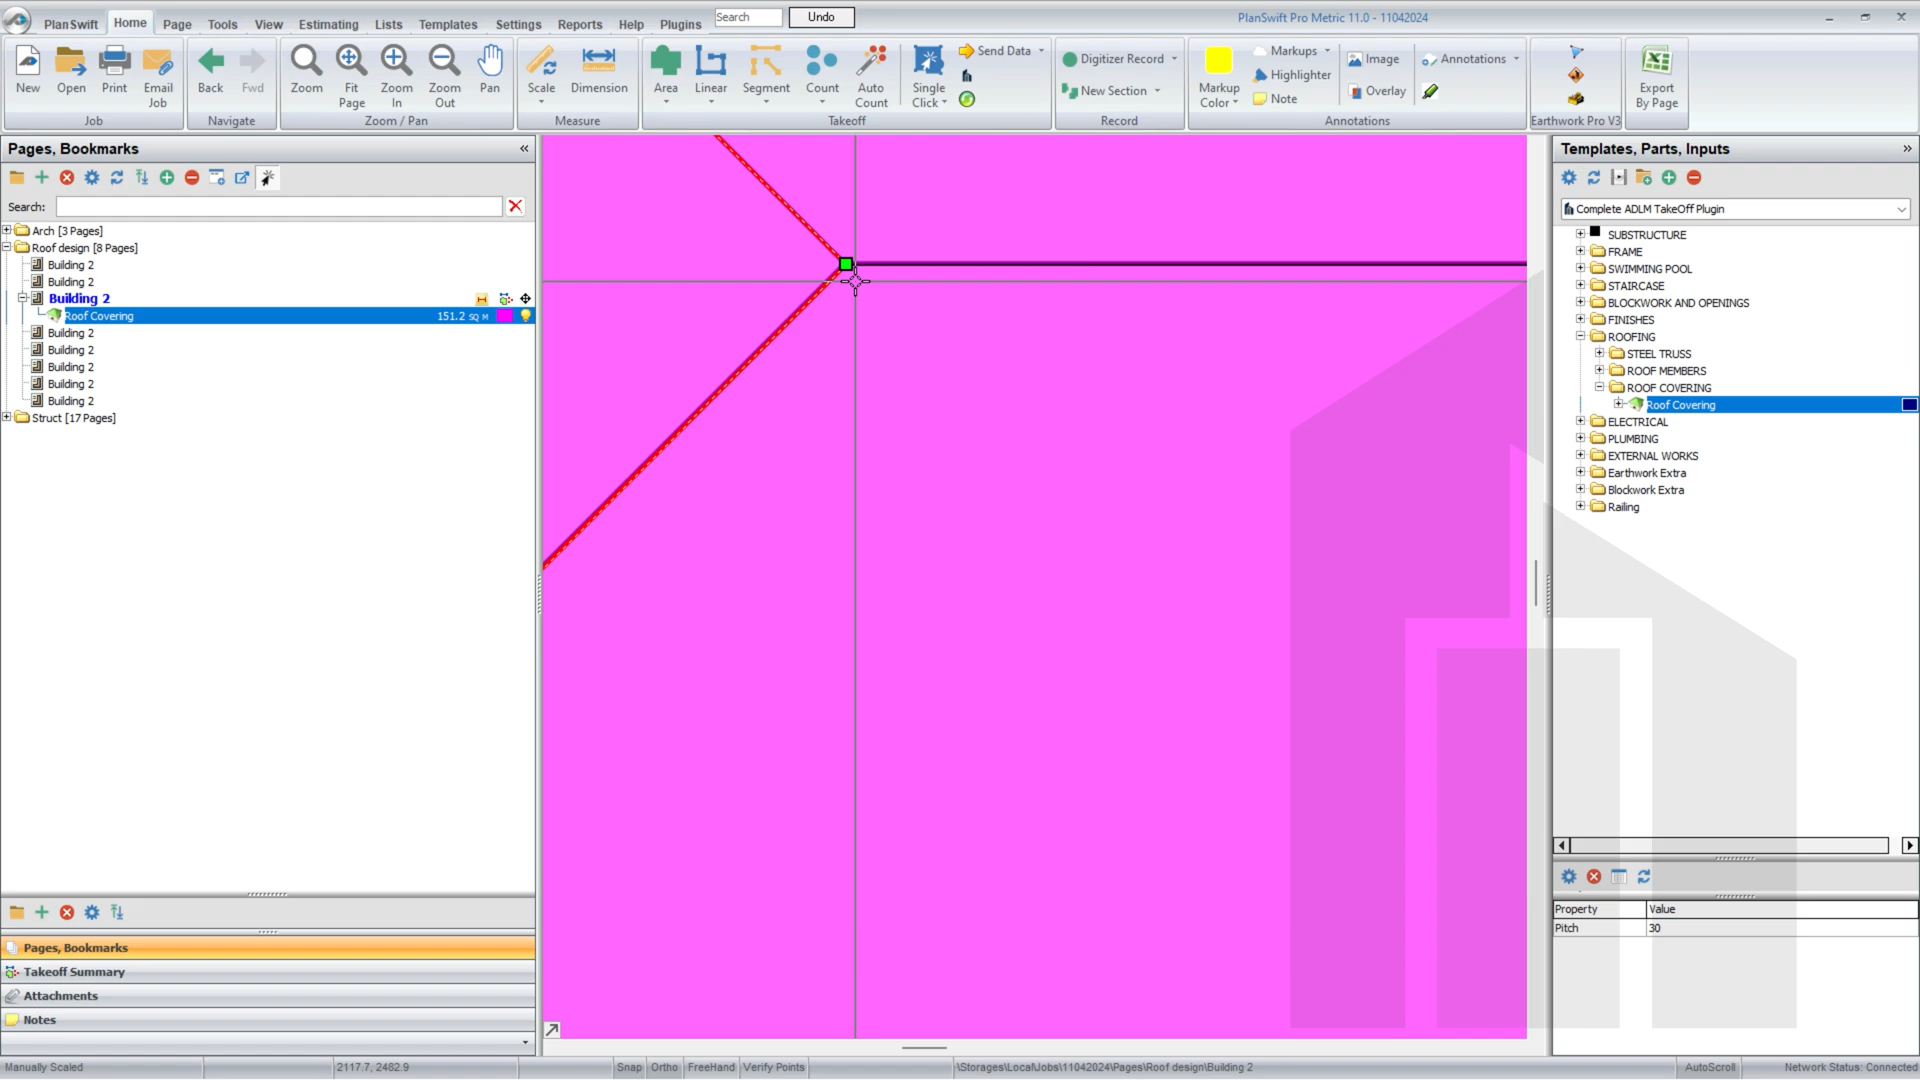 PlanSwift Home Page Tools View Estimating Lists Templates Settings Reports Help Plugins Search Undo PlanSwift Pro Metric 11.0 - 11042024
New Open Print Email Job
Job
Back Fwd
Navigate
Zoom Fit Page Zoom In Zoom Out Pan
Zoom / Pan
Scale Dimension
Measure
Area Linear Segment Count Auto Count Single Click Send Data
Takeoff
Digitizer Record
New Section
Record
Markup Color Markups Highlighter Note Image Overlay Annotations
Annotations
Earthwork Pro V3
Export By Page
Pages, Bookmarks
Search:
Arch [3 Pages]
Roof design [8 Pages]
Building 2
Building 2
Building 2
Roof Covering 151.2 SQ M
Building 2
Building 2
Building 2
Building 2
Building 2
Struct [17 Pages]
Pages, Bookmarks
Takeoff Summary
Attachments
Notes
Templates, Parts, Inputs
Complete ADLM TakeOff Plugin
SUBSTRUCTURE
FRAME
SWIMMING POOL
STAIRCASE
BLOCKWORK AND OPENINGS
FINISHES
ROOFING
STEEL TRUSS
ROOF MEMBERS
ROOF COVERING
Roof Covering
ELECTRICAL
PLUMBING
EXTERNAL WORKS
Earthwork Extra
Blockwork Extra
Railing
Property Value
Pitch 30
Manually Scaled 2117.7, 2482.9 Snap Ortho FreeHand Verify Points \Storages\Local\Jobs\11042024\Pages\Roof design\Building 2 AutoScroll Network Status: Connected